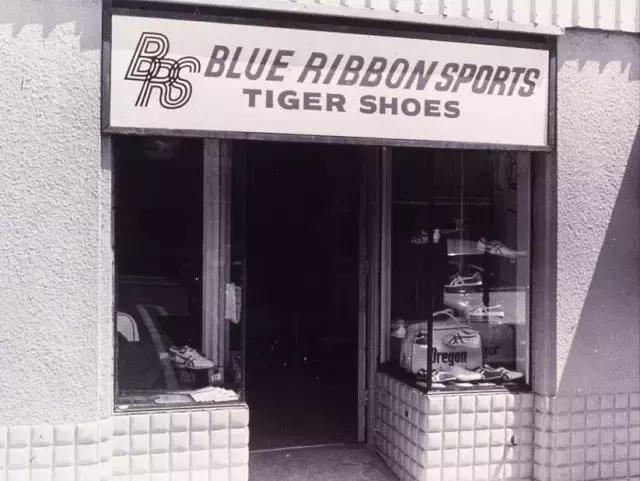 BRS BLUE RIBBON SPORTS
TIGER SHOES
Oregon